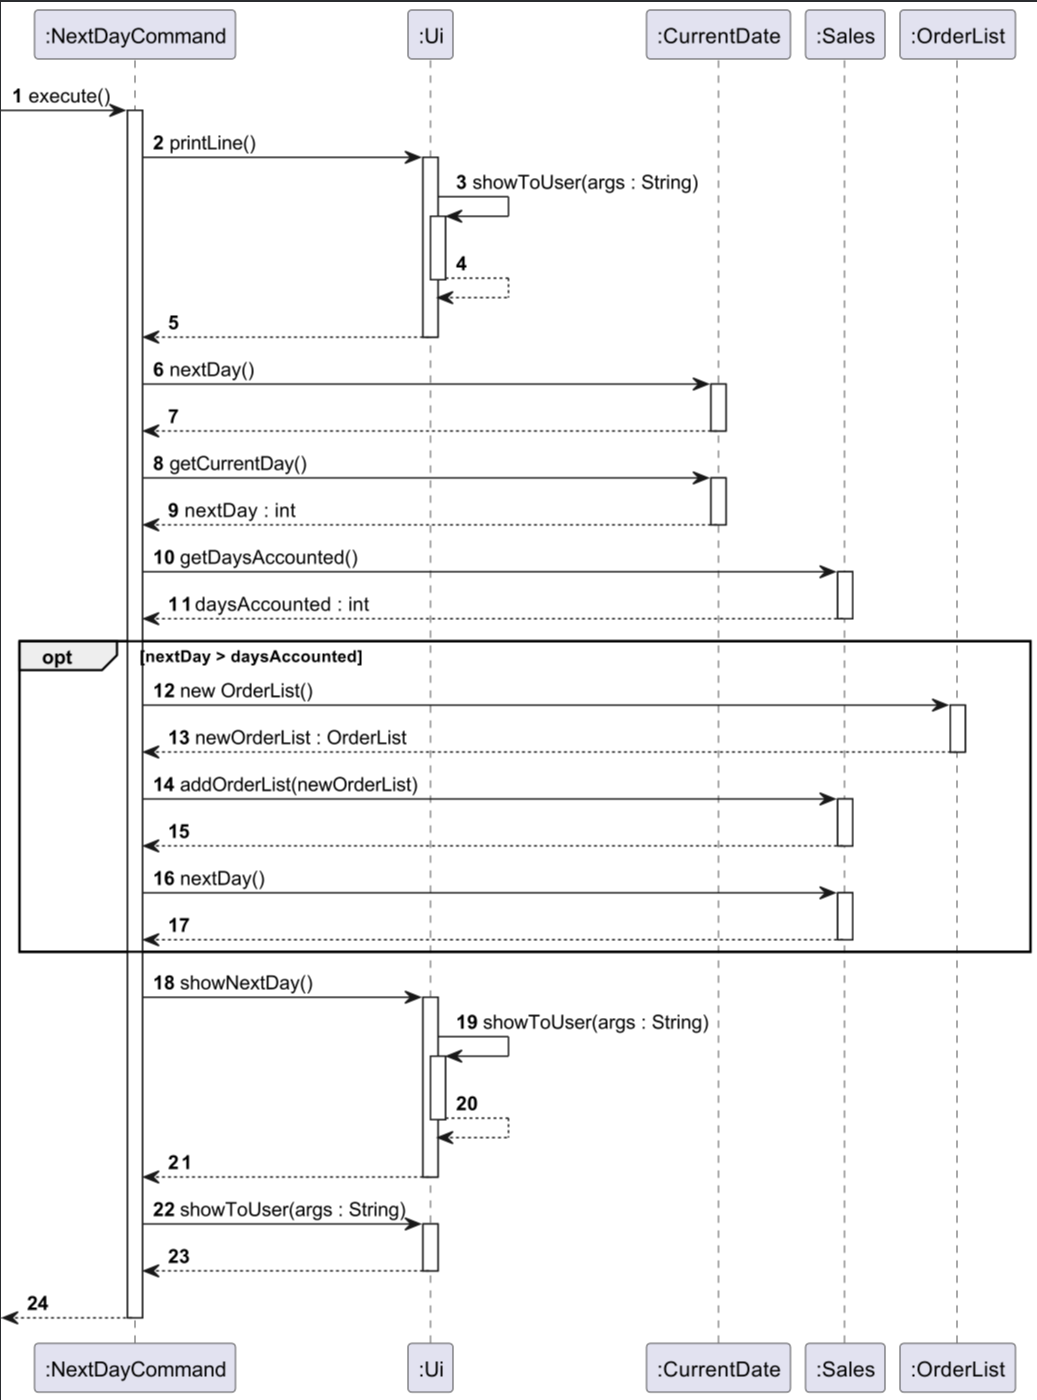 :NextDayCommand :Ui :CurrentDate :Sales :OrderList
1 execute()
2 printLine()
3 showToUser(args : String)
4
5
6 nextDay()
7
8 getCurrentDay()
9 nextDay : int
10 getDaysAccounted()
11 daysAccounted : int
opt [nextDay > daysAccounted]
12 new OrderList()
13 newOrderList : OrderList
14 addOrderList(newOrderList)
15
16 nextDay()
17
18 showNextDay()
19 showToUser(args : String)
20
21
22 showToUser(args : String)
23
24
:NextDayCommand :Ui :CurrentDate :Sales :OrderList